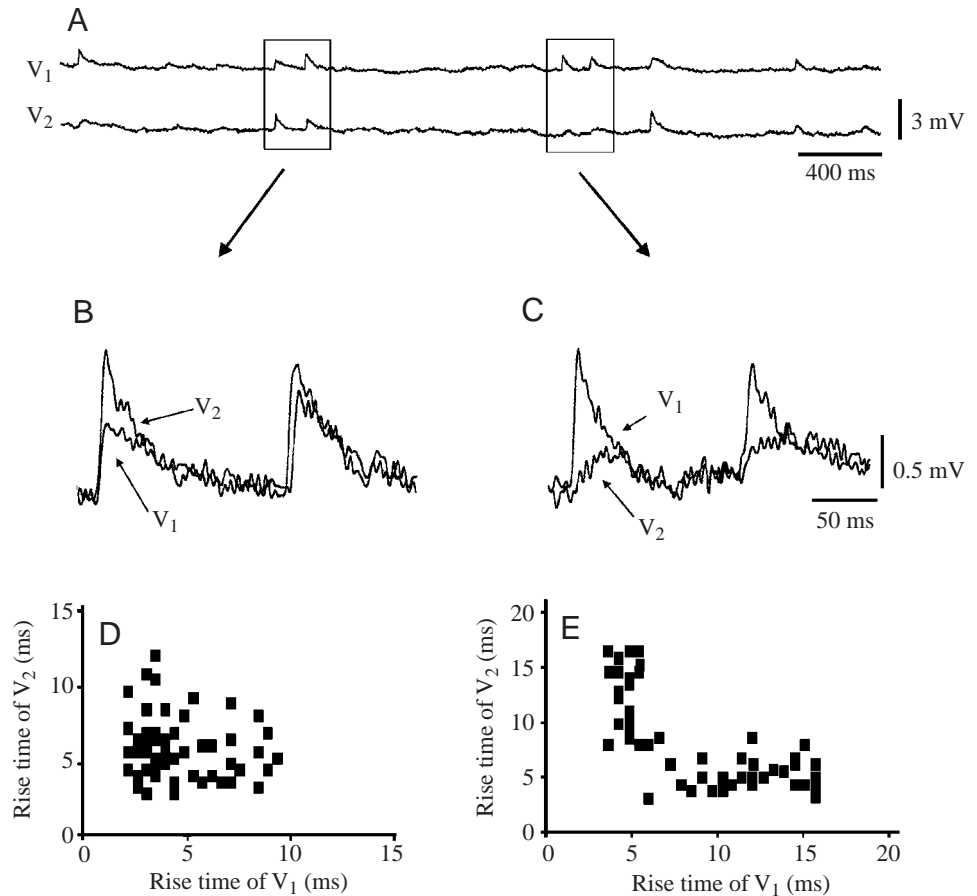 A
V1
V2
3 mV
400 ms
B
C
V2
V1
V1
V2
0.5 mV
50 ms
D
Rise time of V2 (ms)
15
10
5
0
0 5 10 15
Rise time of V1 (ms)
E
Rise time of V2 (ms)
20
15
10
5
0
0 5 10 15 20
Rise time of V1 (ms)